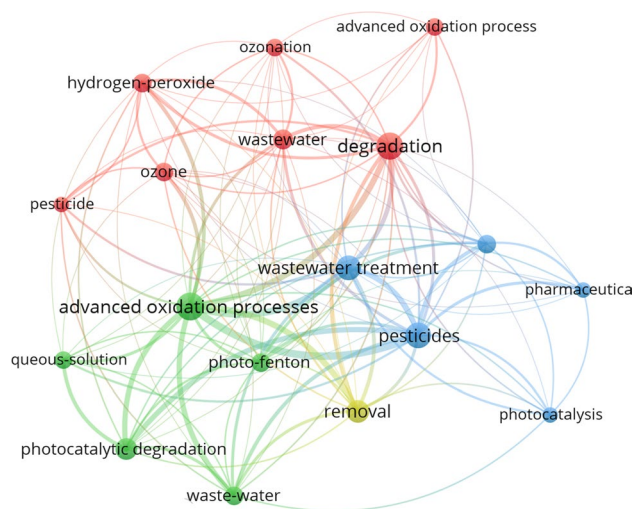 advanced oxidation process
ozonation
hydrogen-peroxide
wastewater
degradation
ozone
pesticide
wastewater treatment
pharmaceutica
advanced oxidation processes
pesticides
queous-solution
photo-fenton
removal
photocatalysis
photocatalytic degradation
waste-water